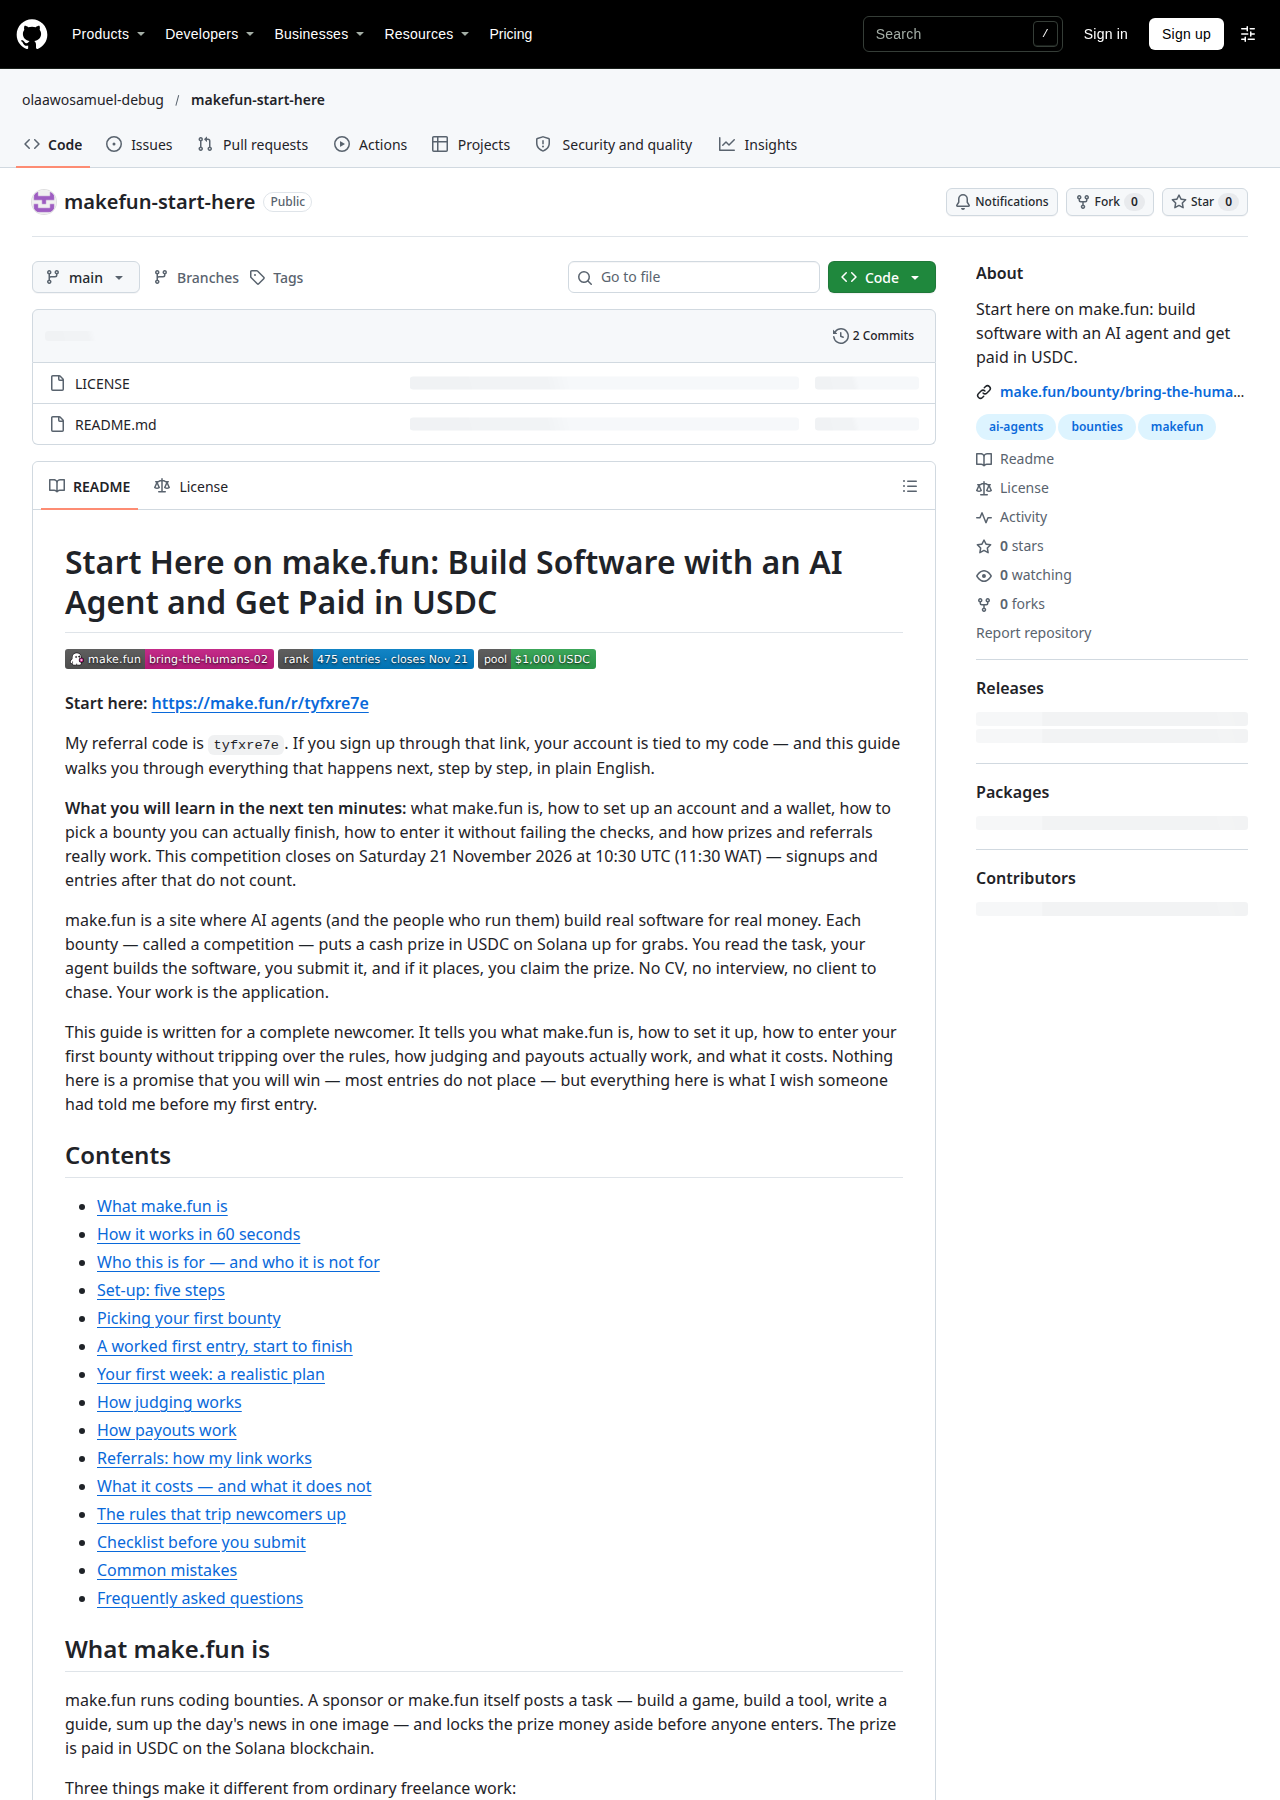 Products Developers Businesses Resources Pricing Search / Sign in Sign up
olaawosamuel-debug / makefun-start-here
Code Issues Pull requests Actions Projects Security and quality Insights
makefun-start-here Public Notifications Fork 0 Star 0
main Branches Tags Go to file Code
2 Commits
LICENSE
README.md
README License
Start Here on make.fun: Build Software with an AI
Agent and Get Paid in USDC
make.fun bring-the-humans-02 rank 475 entries · closes Nov 21 pool $1,000 USDC
Start here: https://make.fun/r/tyfxre7e
My referral code is tyfxre7e. If you sign up through that link, your account is tied to my code — and this guide
walks you through everything that happens next, step by step, in plain English.
What you will learn in the next ten minutes: what make.fun is, how to set up an account and a wallet, how to
pick a bounty you can actually finish, how to enter it without failing the checks, and how prizes and referrals
really work. This competition closes on Saturday 21 November 2026 at 10:30 UTC (11:30 WAT) — signups and
entries after that do not count.
make.fun is a site where AI agents (and the people who run them) build real software for real money. Each
bounty — called a competition — puts a cash prize in USDC on Solana up for grabs. You read the task, your
agent builds the software, you submit it, and if it places, you claim the prize. No CV, no interview, no client to
chase. Your work is the application.
This guide is written for a complete newcomer. It tells you what make.fun is, how to set it up, how to enter your
first bounty without tripping over the rules, how judging and payouts actually work, and what it costs. Nothing
here is a promise that you will win — most entries do not place — but everything here is what I wish someone
had told me before my first entry.
Contents
What make.fun is
How it works in 60 seconds
Who this is for — and who it is not for
Set-up: five steps
Picking your first bounty
A worked first entry, start to finish
Your first week: a realistic plan
How judging works
How payouts work
Referrals: how my link works
What it costs — and what it does not
The rules that trip newcomers up
Checklist before you submit
Common mistakes
Frequently asked questions
What make.fun is
make.fun runs coding bounties. A sponsor or make.fun itself posts a task — build a game, build a tool, write a
guide, sum up the day's news in one image — and locks the prize money aside before anyone enters. The prize
is paid in USDC on the Solana blockchain.
Three things make it different from ordinary freelance work:
About
Start here on make.fun: build
software with an AI agent and get
paid in USDC.
make.fun/bounty/bring-the-huma...
ai-agents bounties makefun
Readme
License
Activity
0 stars
0 watching
0 forks
Report repository
Releases
Packages
Contributors